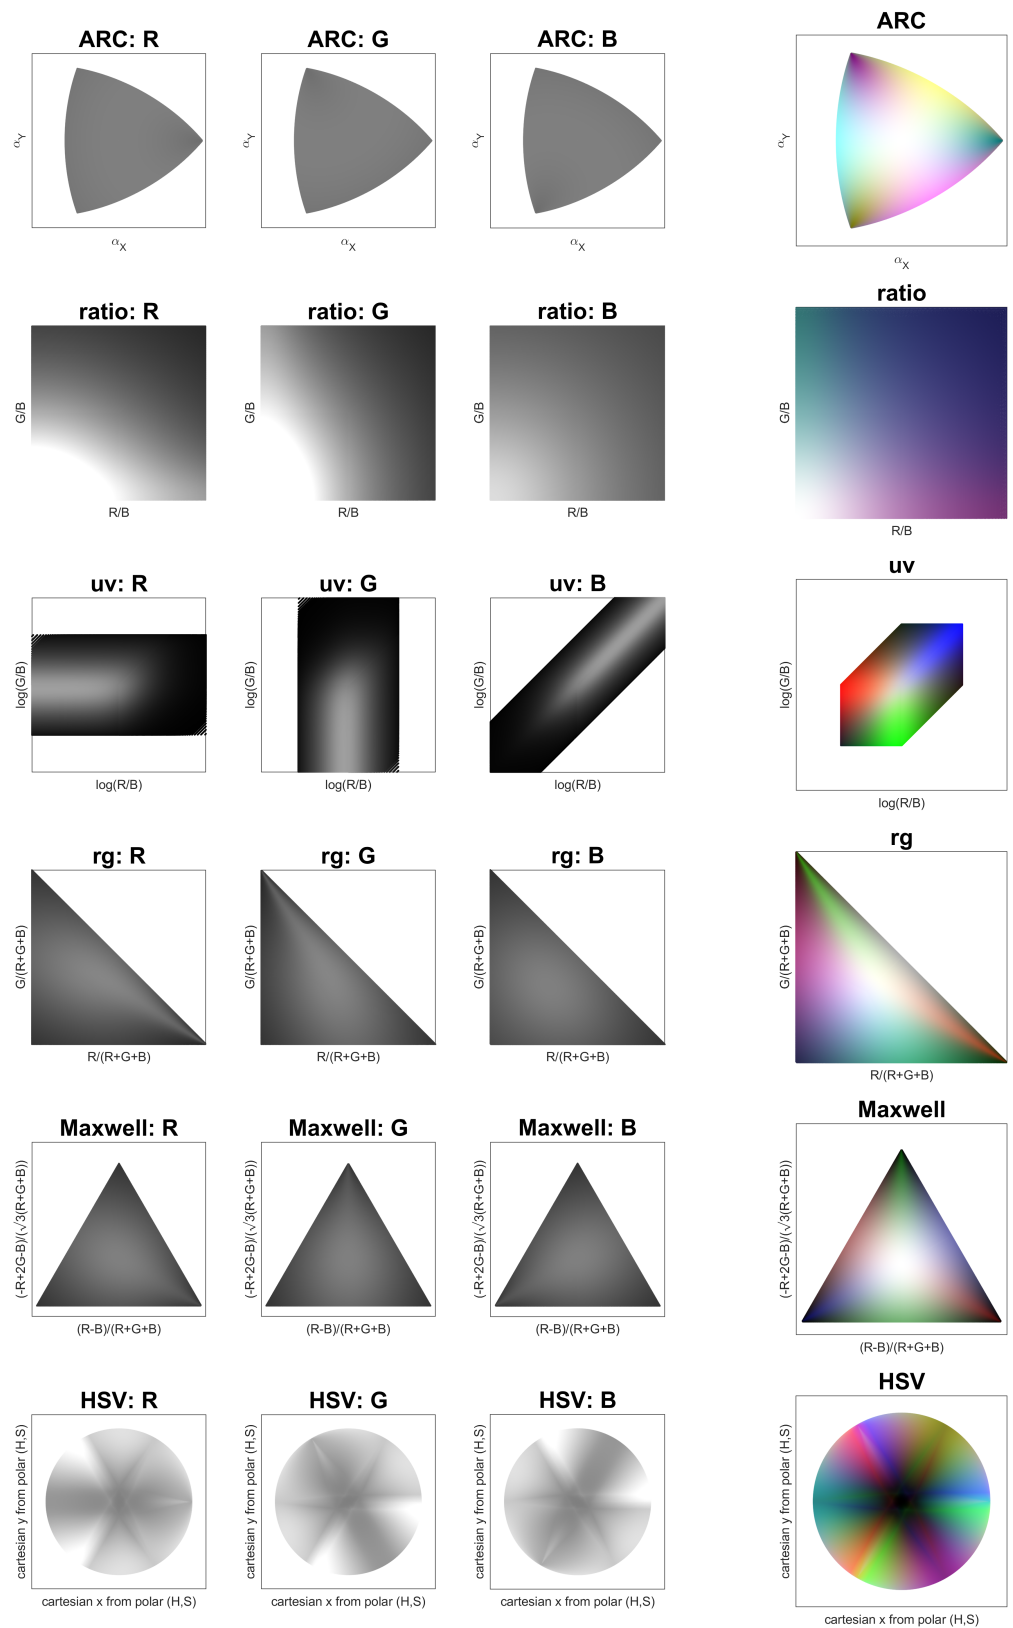 ARC: R
ARC: G
ARC: B
ARC
αY
αY
αY
αY
αX
αX
αX
αX
ratio: R
ratio: G
ratio: B
ratio
G/B
G/B
G/B
G/B
R/B
R/B
R/B
R/B
uv: R
uv: G
uv: B
uv
log(G/B)
log(G/B)
log(G/B)
log(G/B)
log(R/B)
log(R/B)
log(R/B)
log(R/B)
rg: R
rg: G
rg: B
rg
G/(R+G+B)
G/(R+G+B)
G/(R+G+B)
G/(R+G+B)
R/(R+G+B)
R/(R+G+B)
R/(R+G+B)
R/(R+G+B)
Maxwell: R
Maxwell: G
Maxwell: B
Maxwell
(-R+2G-B)/(√3(R+G+B))
(-R+2G-B)/(√3(R+G+B))
(-R+2G-B)/(√3(R+G+B))
(-R+2G-B)/(√3(R+G+B))
(R-B)/(R+G+B)
(R-B)/(R+G+B)
(R-B)/(R+G+B)
(R-B)/(R+G+B)
HSV: R
HSV: G
HSV: B
HSV
cartesian y from polar (H,S)
cartesian y from polar (H,S)
cartesian y from polar (H,S)
cartesian y from polar (H,S)
cartesian x from polar (H,S)
cartesian x from polar (H,S)
cartesian x from polar (H,S)
cartesian x from polar (H,S)